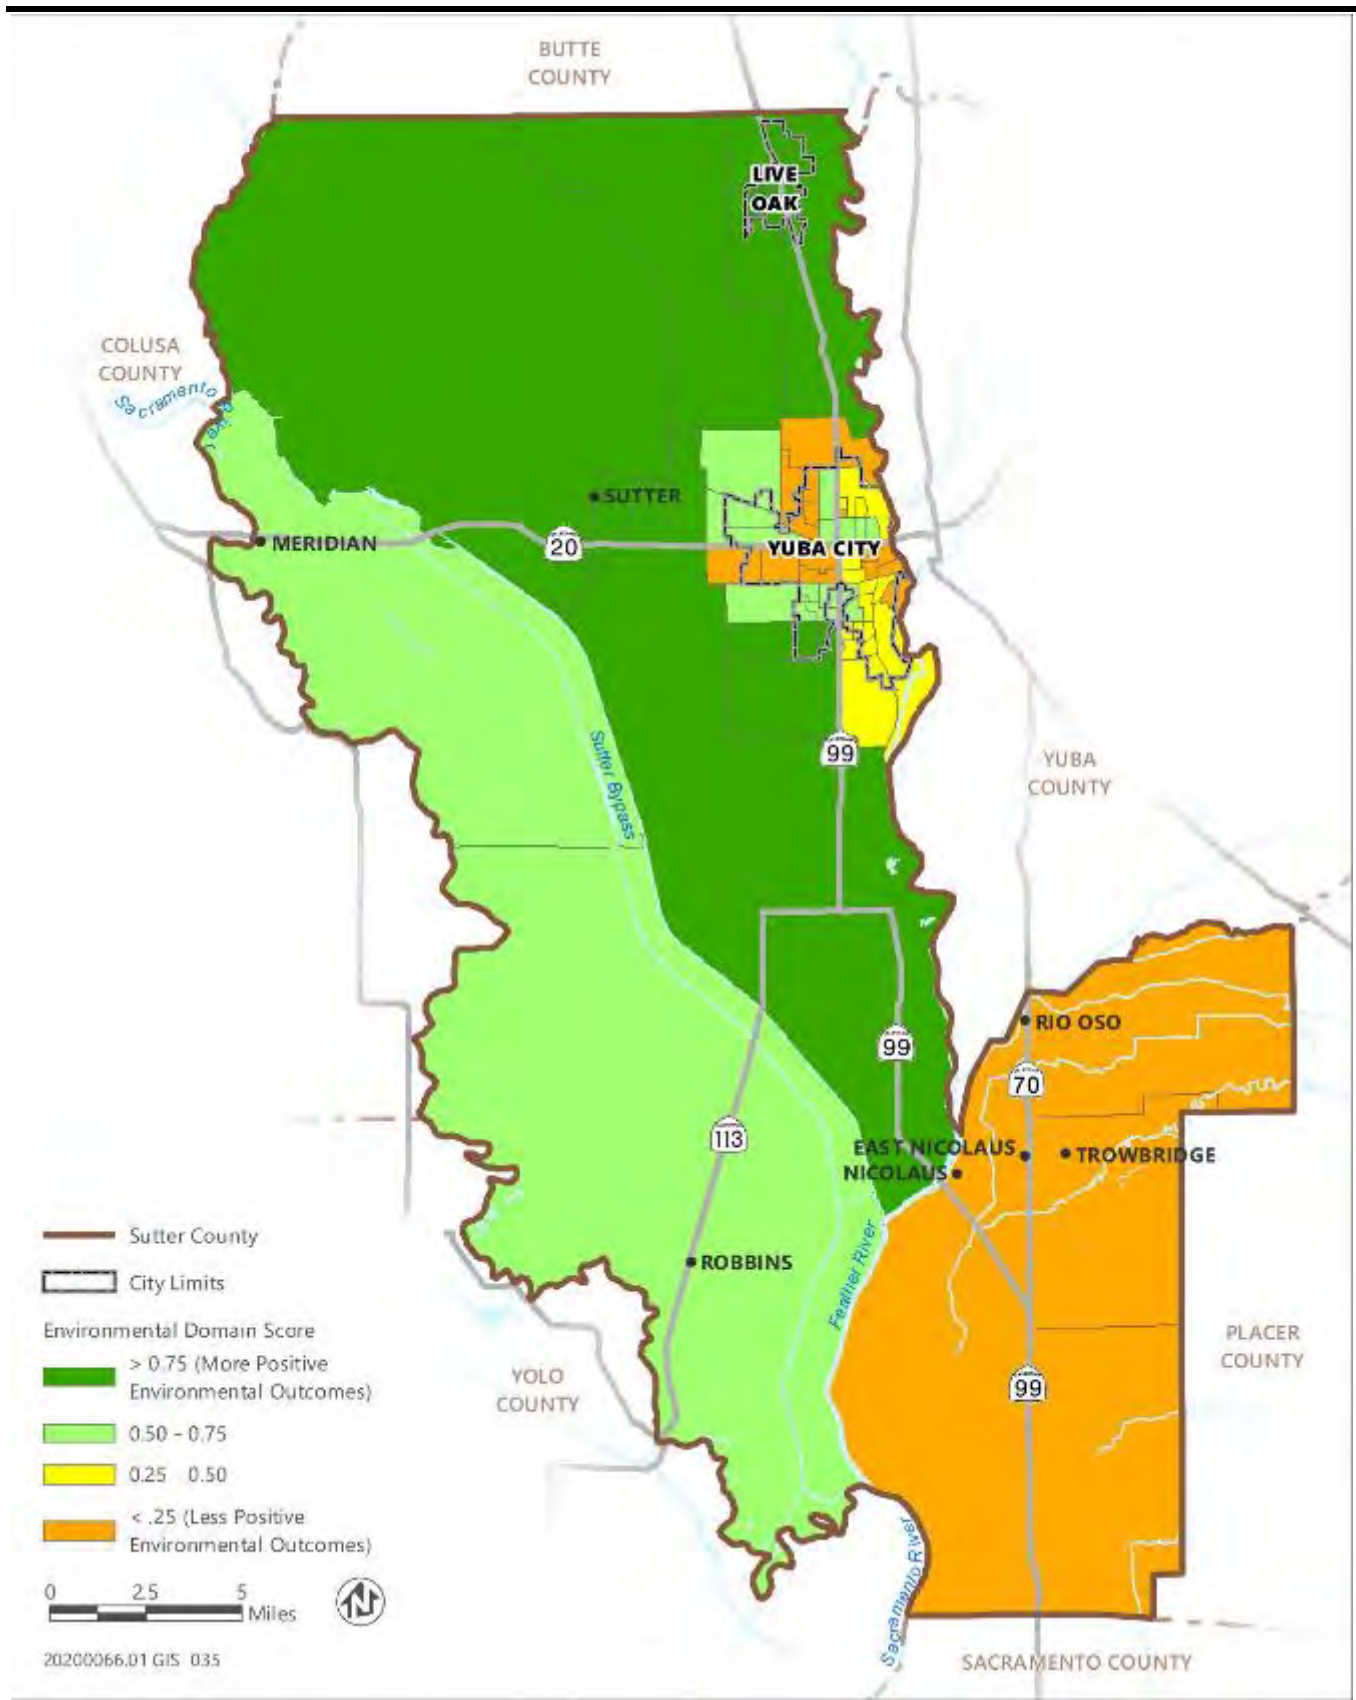 BUTTE
COUNTY
LIVE
OAK
COLUSA
COUNTY
Sacramento
River
SUTTER
MERIDIAN
20
YUBA CITY
Sutter Bypass
99
YUBA
COUNTY
RIO OSO
99
70
113
EAST NICOLAUS
TROWBRIDGE
NICOLAUS
Feather River
ROBBINS
Sutter County
City Limits
Environmental Domain Score
> 0.75 (More Positive
Environmental Outcomes)
0.50 – 0.75
0.25 0.50
< .25 (Less Positive
Environmental Outcomes)
PLACER
COUNTY
YOLO
COUNTY
99
0 2.5 5
Miles
N
Sacramento River
20200066.01 GIS 035
SACRAMENTO COUNTY